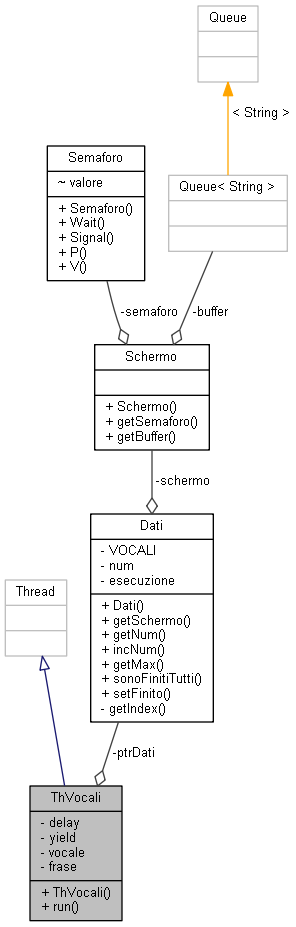 Queue
< String >
Semaforo
~ valore
+ Semaforo()
+ Wait()
+ Signal()
+ P()
+ V()
Queue< String >
-semaforo
-buffer
Schermo
+ Schermo()
+ getSemaforo()
+ getBuffer()
-schermo
Dati
- VOCALI
- num
- esecuzione
+ Dati()
+ getSchermo()
+ getNum()
+ incNum()
+ getMax()
+ sonoFinitiTutti()
+ setFinito()
- getIndex()
Thread
-ptrDati
ThVocali
- delay
- yield
- vocale
- frase
+ ThVocali()
+ run()